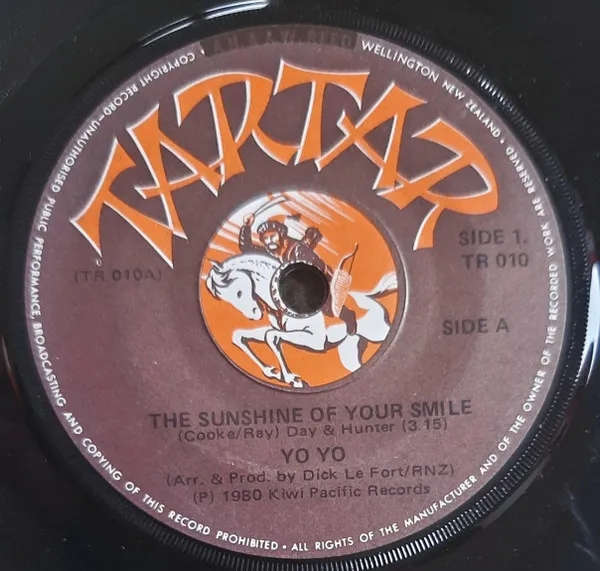 TARTAR
WELLINGTON NEW ZEALAND • ALL RIGHTS OF THE MANUFACTURER AND OF THE OWNER OF THE RECORDED WORK ARE RESERVED
COPYRIGHT RECORD—UNAUTHORISED PUBLIC PERFORMANCE, BROADCASTING AND COPYING OF THIS RECORD PROHIBITED
(TR 010A)
SIDE 1.
TR 010
SIDE A
THE SUNSHINE OF YOUR SMILE
(Cooke/Ray) Day & Hunter (3.15)
YO YO
(Arr. & Prod. by Dick Le Fort/RNZ)
(P) 1980 Kiwi Pacific Records